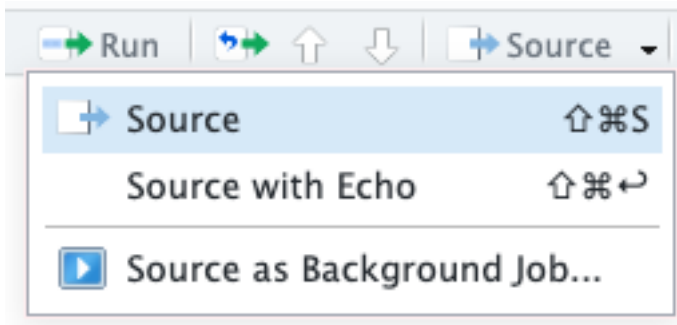 Run Source
Source ⇧⌘S
Source with Echo ⇧⌘↩
Source as Background Job...